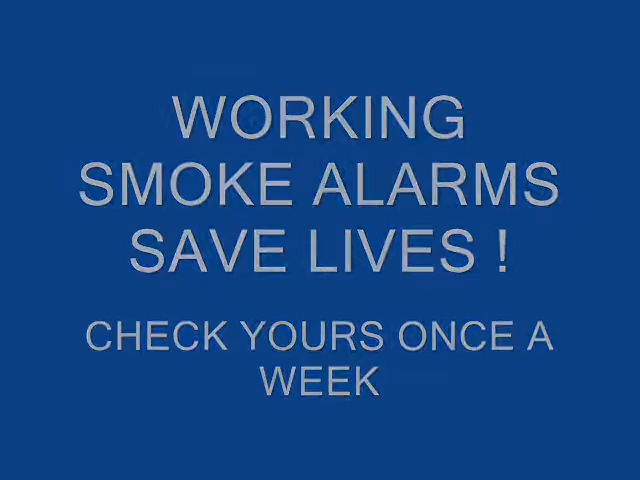 WORKING
SMOKE ALARMS
SAVE LIVES !
CHECK YOURS ONCE A
WEEK